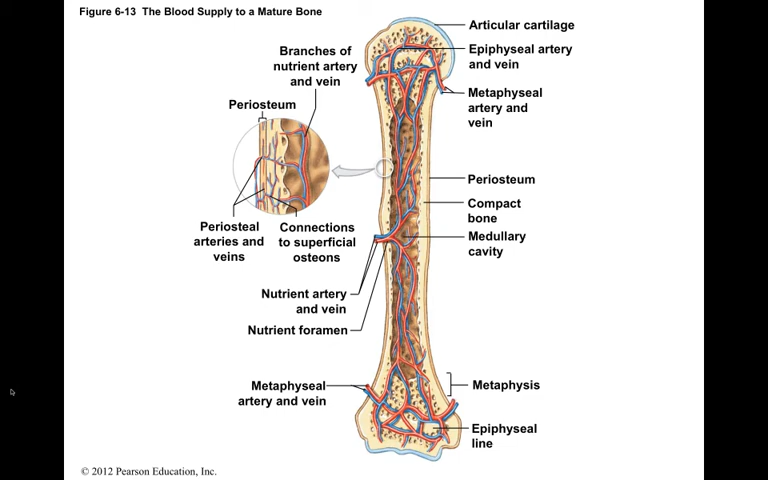 Figure 6-13 The Blood Supply to a Mature Bone
Articular cartilage
Branches of
nutrient artery
and vein
Epiphyseal artery
and vein
Periosteum
Metaphyseal
artery and
vein
Periosteum
Compact
bone
Medullary
cavity
Periosteal
arteries and
veins
Connections
to superficial
osteons
Nutrient artery
and vein
Nutrient foramen
Metaphyseal
artery and vein
Metaphysis
Epiphyseal
line
© 2012 Pearson Education, Inc.